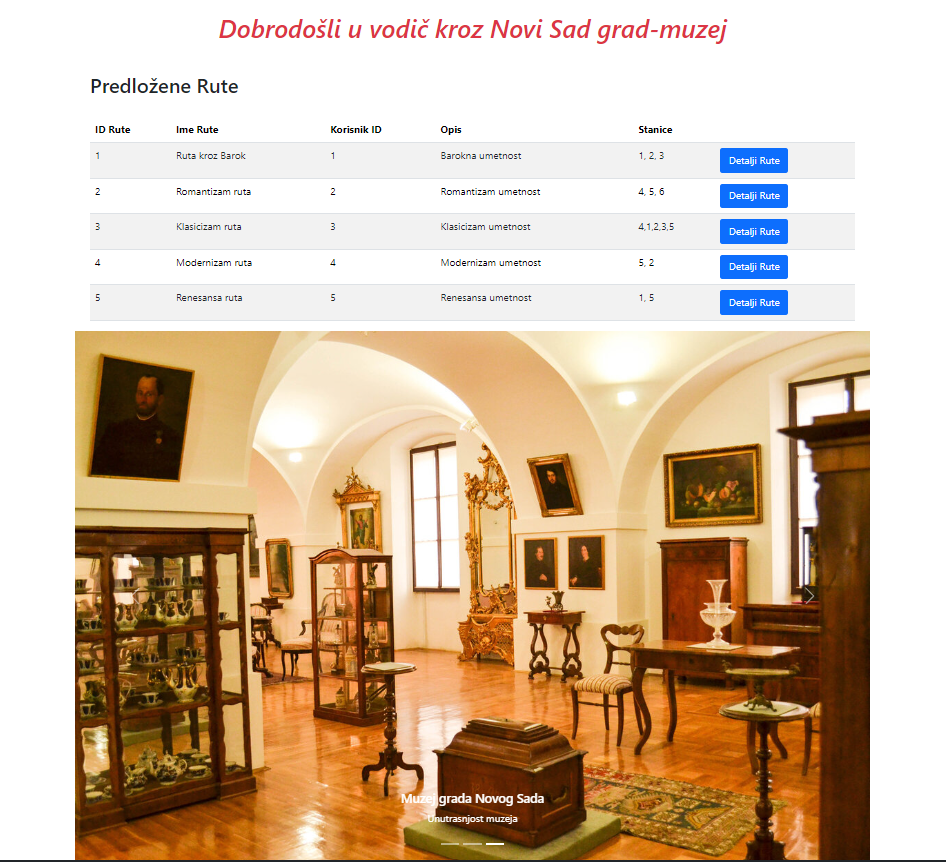 Dobrodošli u vodič kroz Novi Sad grad-muzej
Predložene Rute
ID Rute Ime Rute Korisnik ID Opis Stanice
1 Ruta kroz Barok 1 Barokna umetnost 1, 2, 3 Detalji Rute
2 Romantizam ruta 2 Romantizam umetnost 4, 5, 6 Detalji Rute
3 Klasicizam ruta 3 Klasicizam umetnost 4,1,2,3,5 Detalji Rute
4 Modernizam ruta 4 Modernizam umetnost 5, 2 Detalji Rute
5 Renesansa ruta 5 Renesansa umetnost 1, 5 Detalji Rute
Muzej grada Novog Sada
Unutrasnjost muzeja